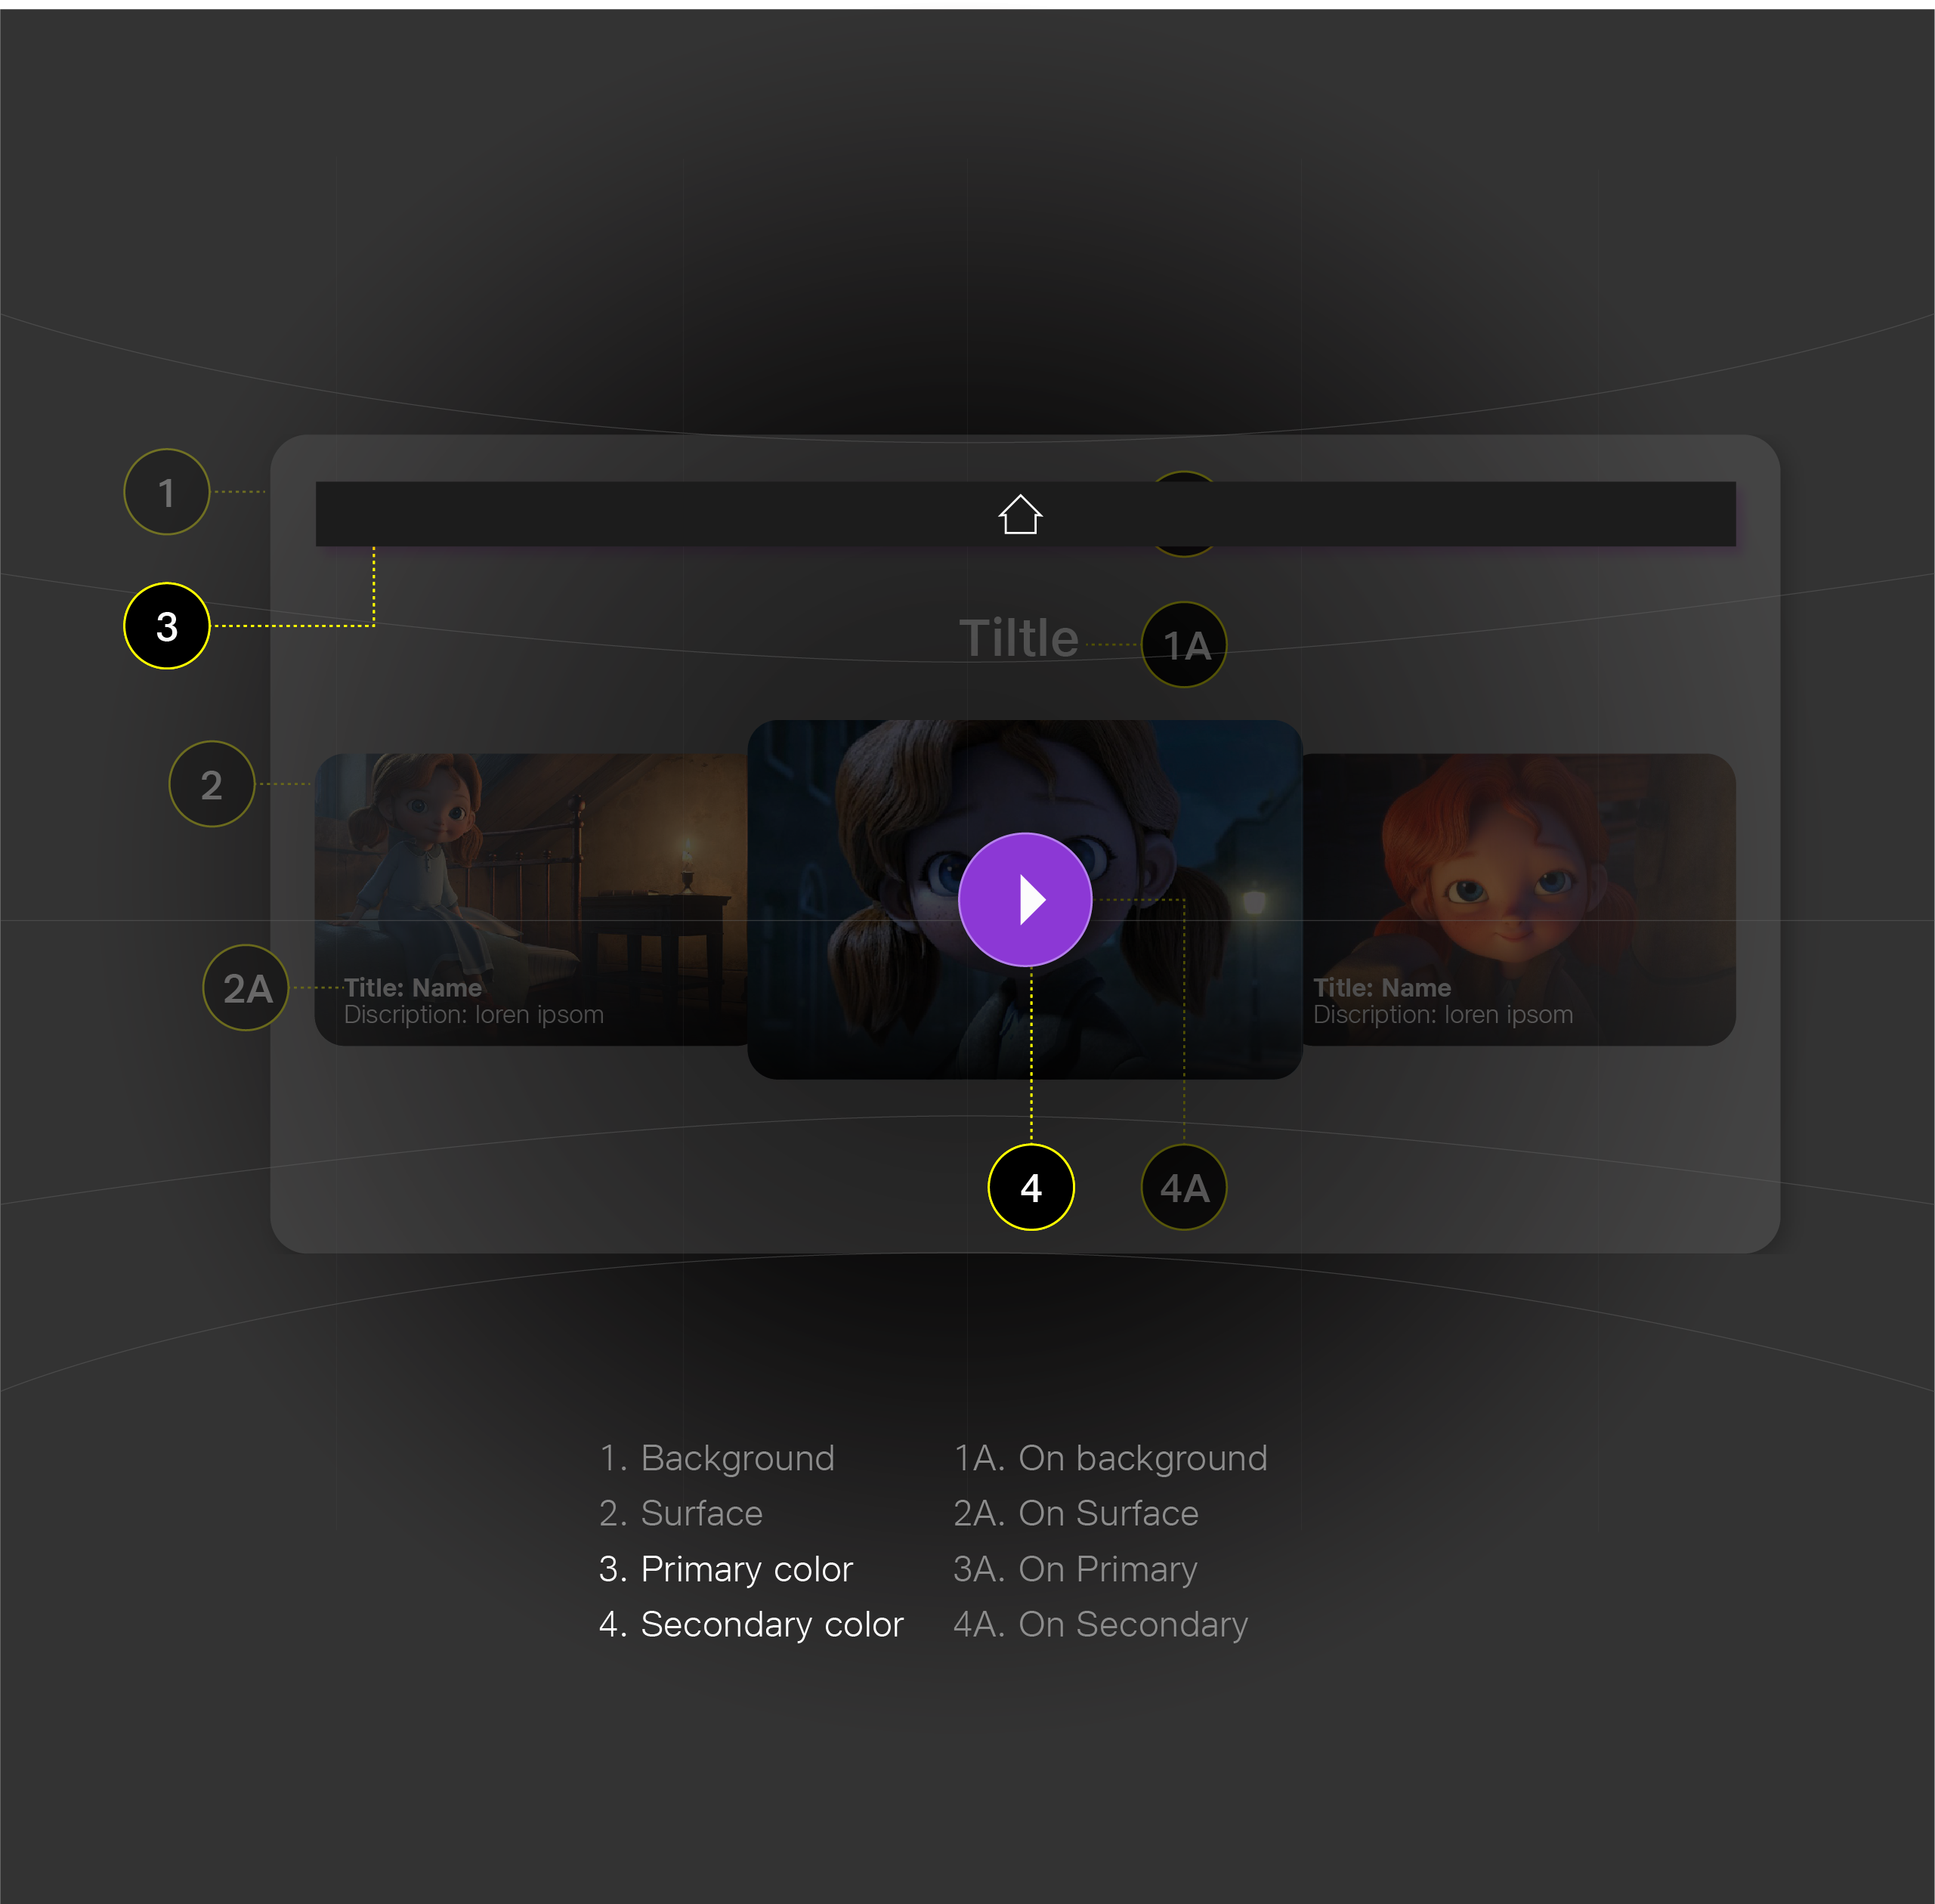 1
3
Tiltle
1A
2
2A
Title: Name
Discription: loren ipsom
Title: Name
Discription: loren ipsom
4
4A
1. Background
2. Surface
3. Primary color
4. Secondary color
1A. On background
2A. On Surface
3A. On Primary
4A. On Secondary